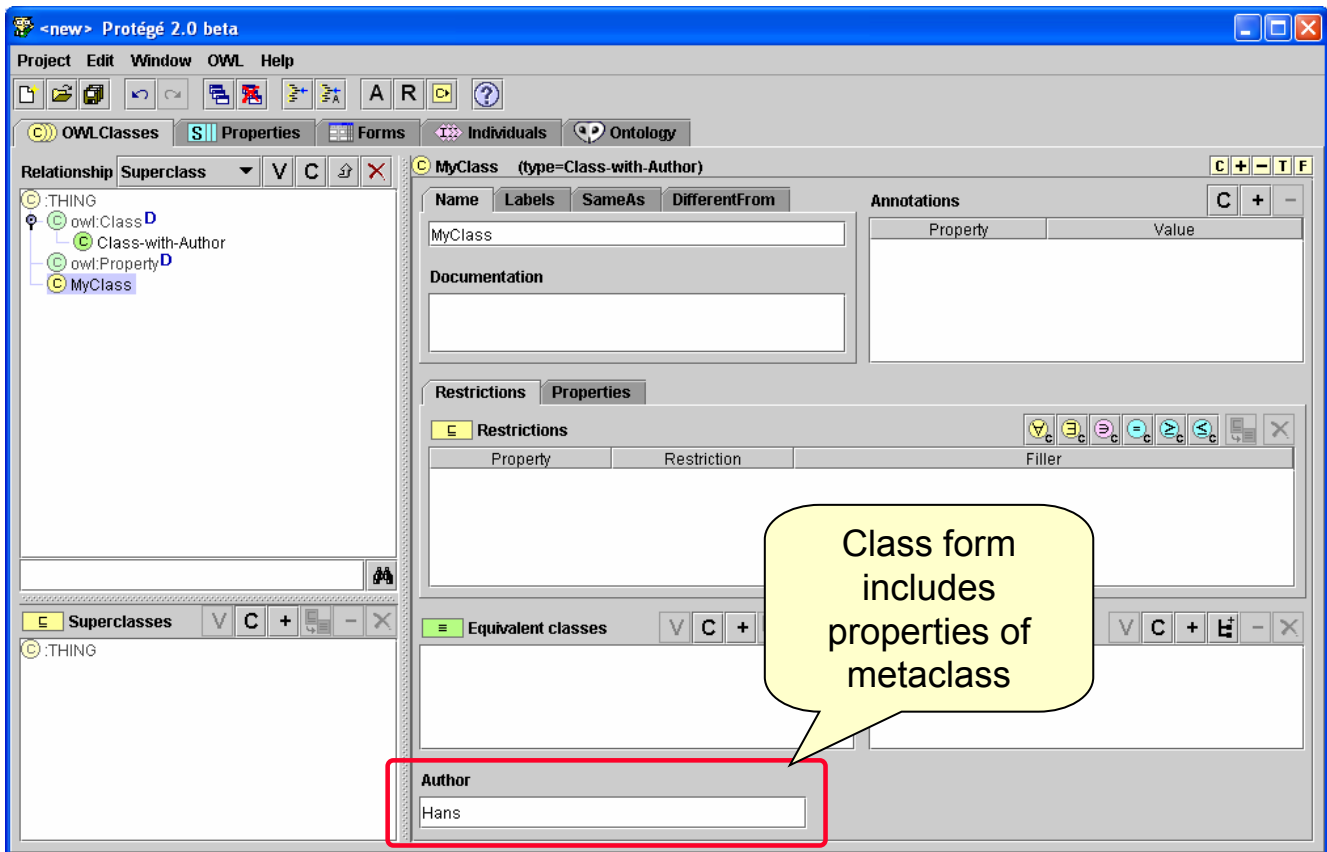 <new> Protégé 2.0 beta
Project Edit Window OWL Help
A R
OWLClasses Properties Forms Individuals Ontology
Relationship Superclass V C
:THING
owl:Class D
Class-with-Author
owl:Property D
MyClass
Superclasses V C + −
:THING
MyClass (type=Class-with-Author) C + − T F
Name Labels SameAs DifferentFrom
MyClass
Documentation
Annotations C + −
Property Value
Restrictions Properties
⊑ Restrictions ∀c ∃c ∋c =c ≥c ≤c
Property Restriction Filler
Class form
includes
properties of
metaclass
≡ Equivalent classes V C +
V C + −
Author
Hans